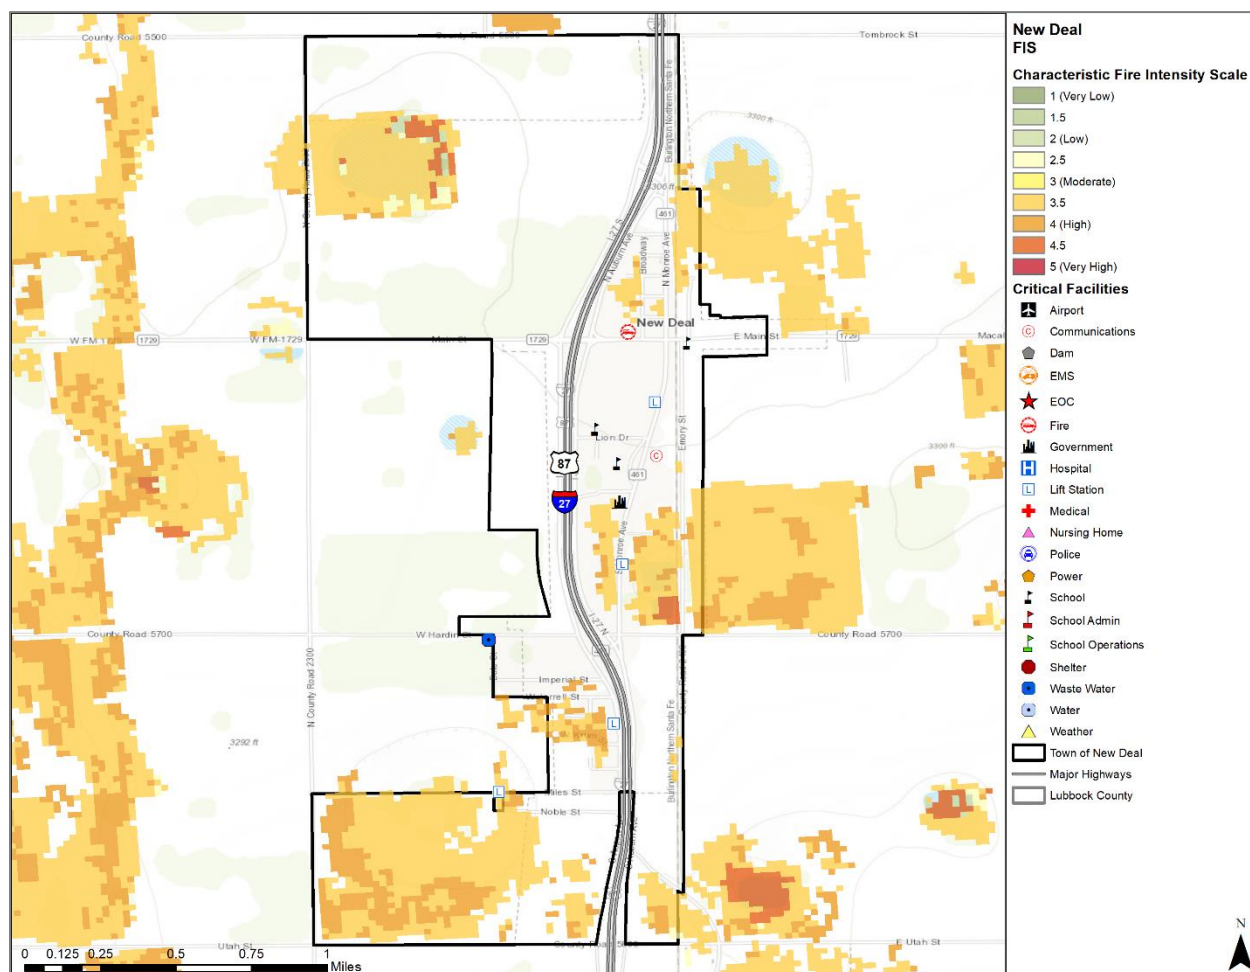 New Deal
FIS
Characteristic Fire Intensity Scale
1 (Very Low)
1.5
2 (Low)
2.5
3 (Moderate)
3.5
4 (High)
4.5
5 (Very High)
Critical Facilities
Airport
C Communications
Dam
EMS
EOC
Fire
Government
H Hospital
L Lift Station
Medical
Nursing Home
Police
Power
School
School Admin
School Operations
Shelter
Waste Water
Water
Weather
Town of New Deal
Major Highways
Lubbock County
N
County Road 5500
Tombrock St
Burlington Northern Santa Fe
3300 ft
461
I-27 S
N Auburn Ave
Broadway
N Monroe Ave
New Deal
1729
Main St
1729
E Main St
1729
L
Lion Dr
Emory St
C
87
461
27
3300 ft
L
I-27 N
County Road 5700
W Hardin St
County Road 5700
Imperial St
N County Road 2300
L
3292 ft
Burlington Northern Santa Fe
L
Noble St
Utah St
E Utah St
0 0.125 0.25 0.5 0.75 1
Miles